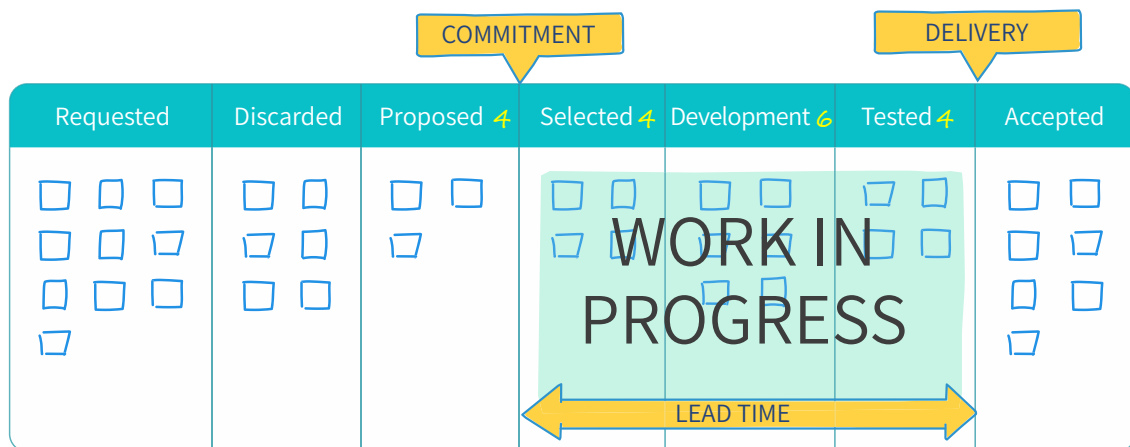 COMMITMENT
DELIVERY
Requested
Discarded
Proposed 4
Selected 4
Development 6
Tested 4
Accepted
WORK IN
PROGRESS
LEAD TIME